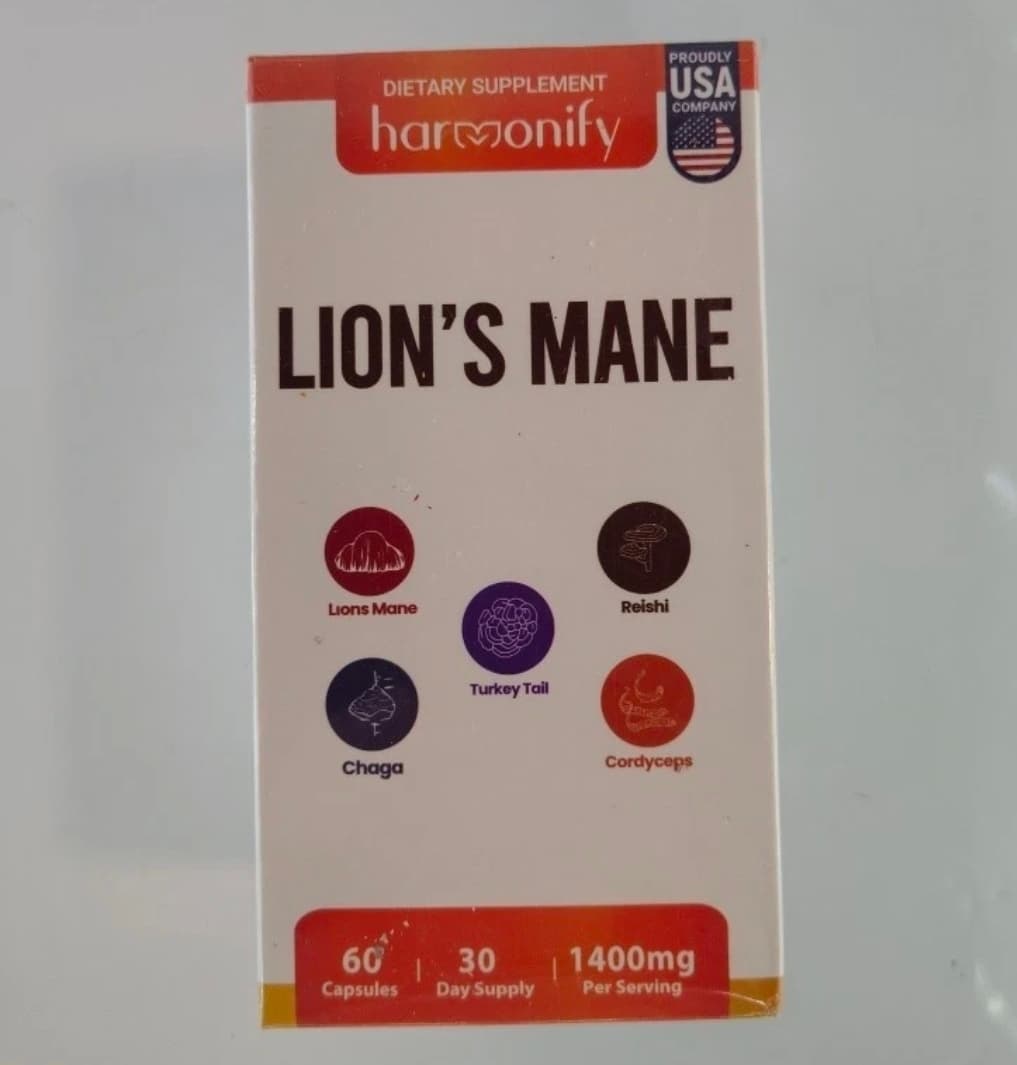 DIETARY SUPPLEMENT
harmonify
PROUDLY
USA
COMPANY
LION'S MANE
Lions Mane
Reishi
Turkey Tail
Chaga
Cordyceps
60
Capsules
30
Day Supply
1400mg
Per Serving